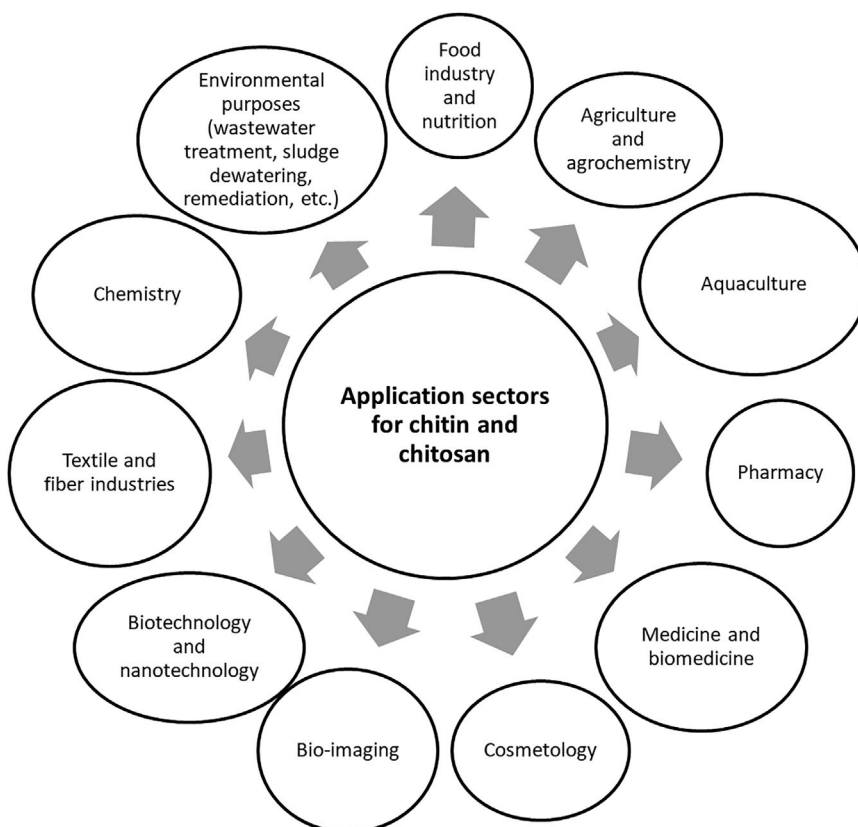 Food
industry
and
nutrition
Agriculture
and
agrochemistry
Aquaculture
Pharmacy
Medicine and
biomedicine
Cosmetology
Bio-imaging
Biotechnology
and
nanotechnology
Textile and
fiber industries
Chemistry
Environmental
purposes
(wastewater
treatment, sludge
dewatering,
remediation, etc.)
Application sectors
for chitin and
chitosan